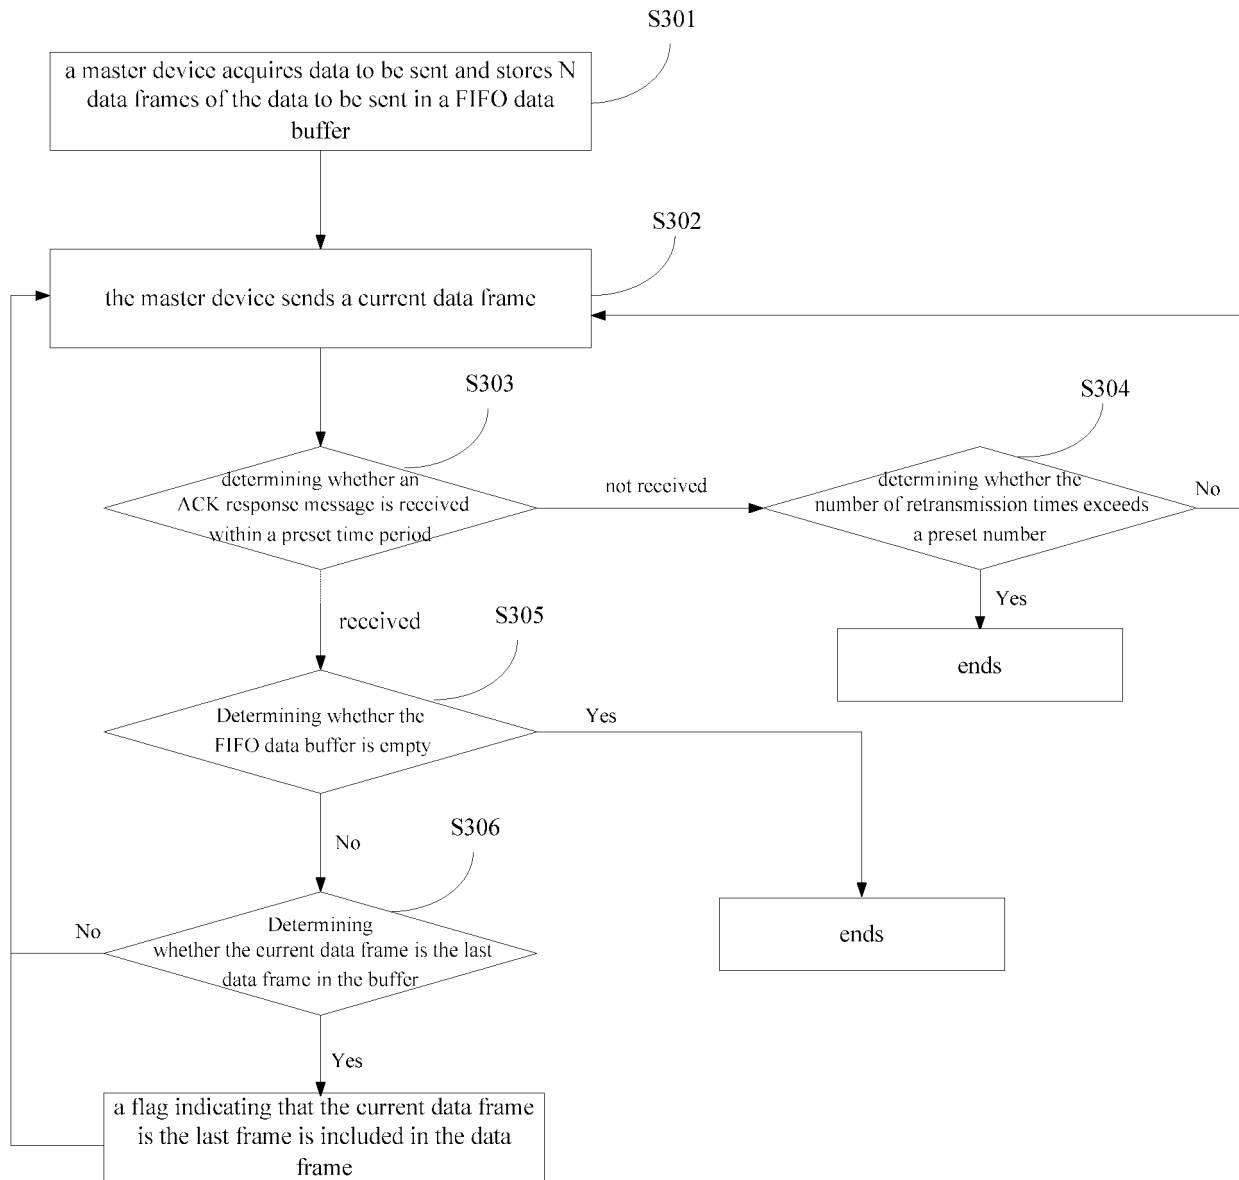 S301
a master device acquires data to be sent and stores N
data frames of the data to be sent in a FIFO data
buffer
S302
the master device sends a current data frame
S303
determining whether an
ACK response message is received
within a preset time period
not received
S304
determining whether the
number of retransmission times exceeds
a preset number
No
Yes
ends
received
S305
Determining whether the
FIFO data buffer is empty
Yes
ends
No
S306
Determining
whether the current data frame is the last
data frame in the buffer
No
Yes
a flag indicating that the current data frame
is the last frame is included in the data
frame